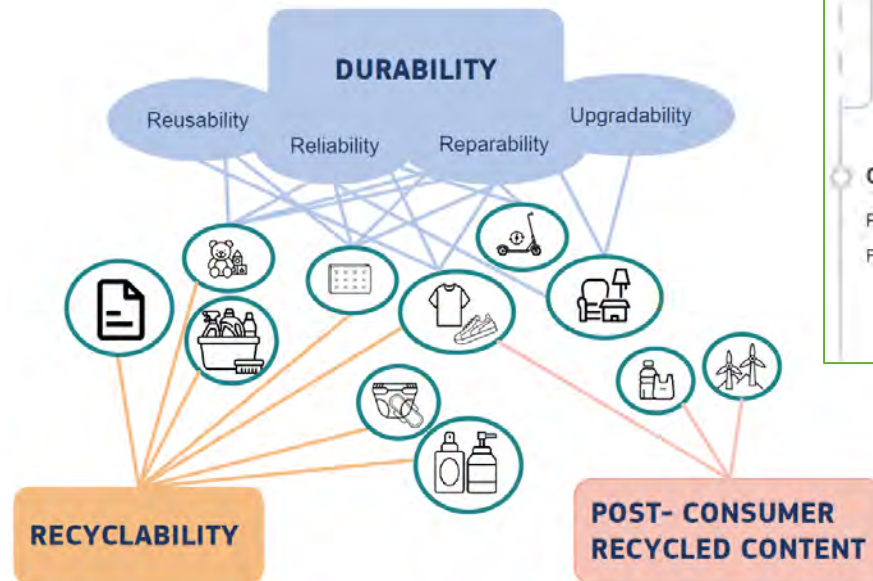 DURABILITY
Reusability
Reliability
Reparability
Upgradability
RECYCLABILITY
POST- CONSUMER
RECYCLED CONTENT